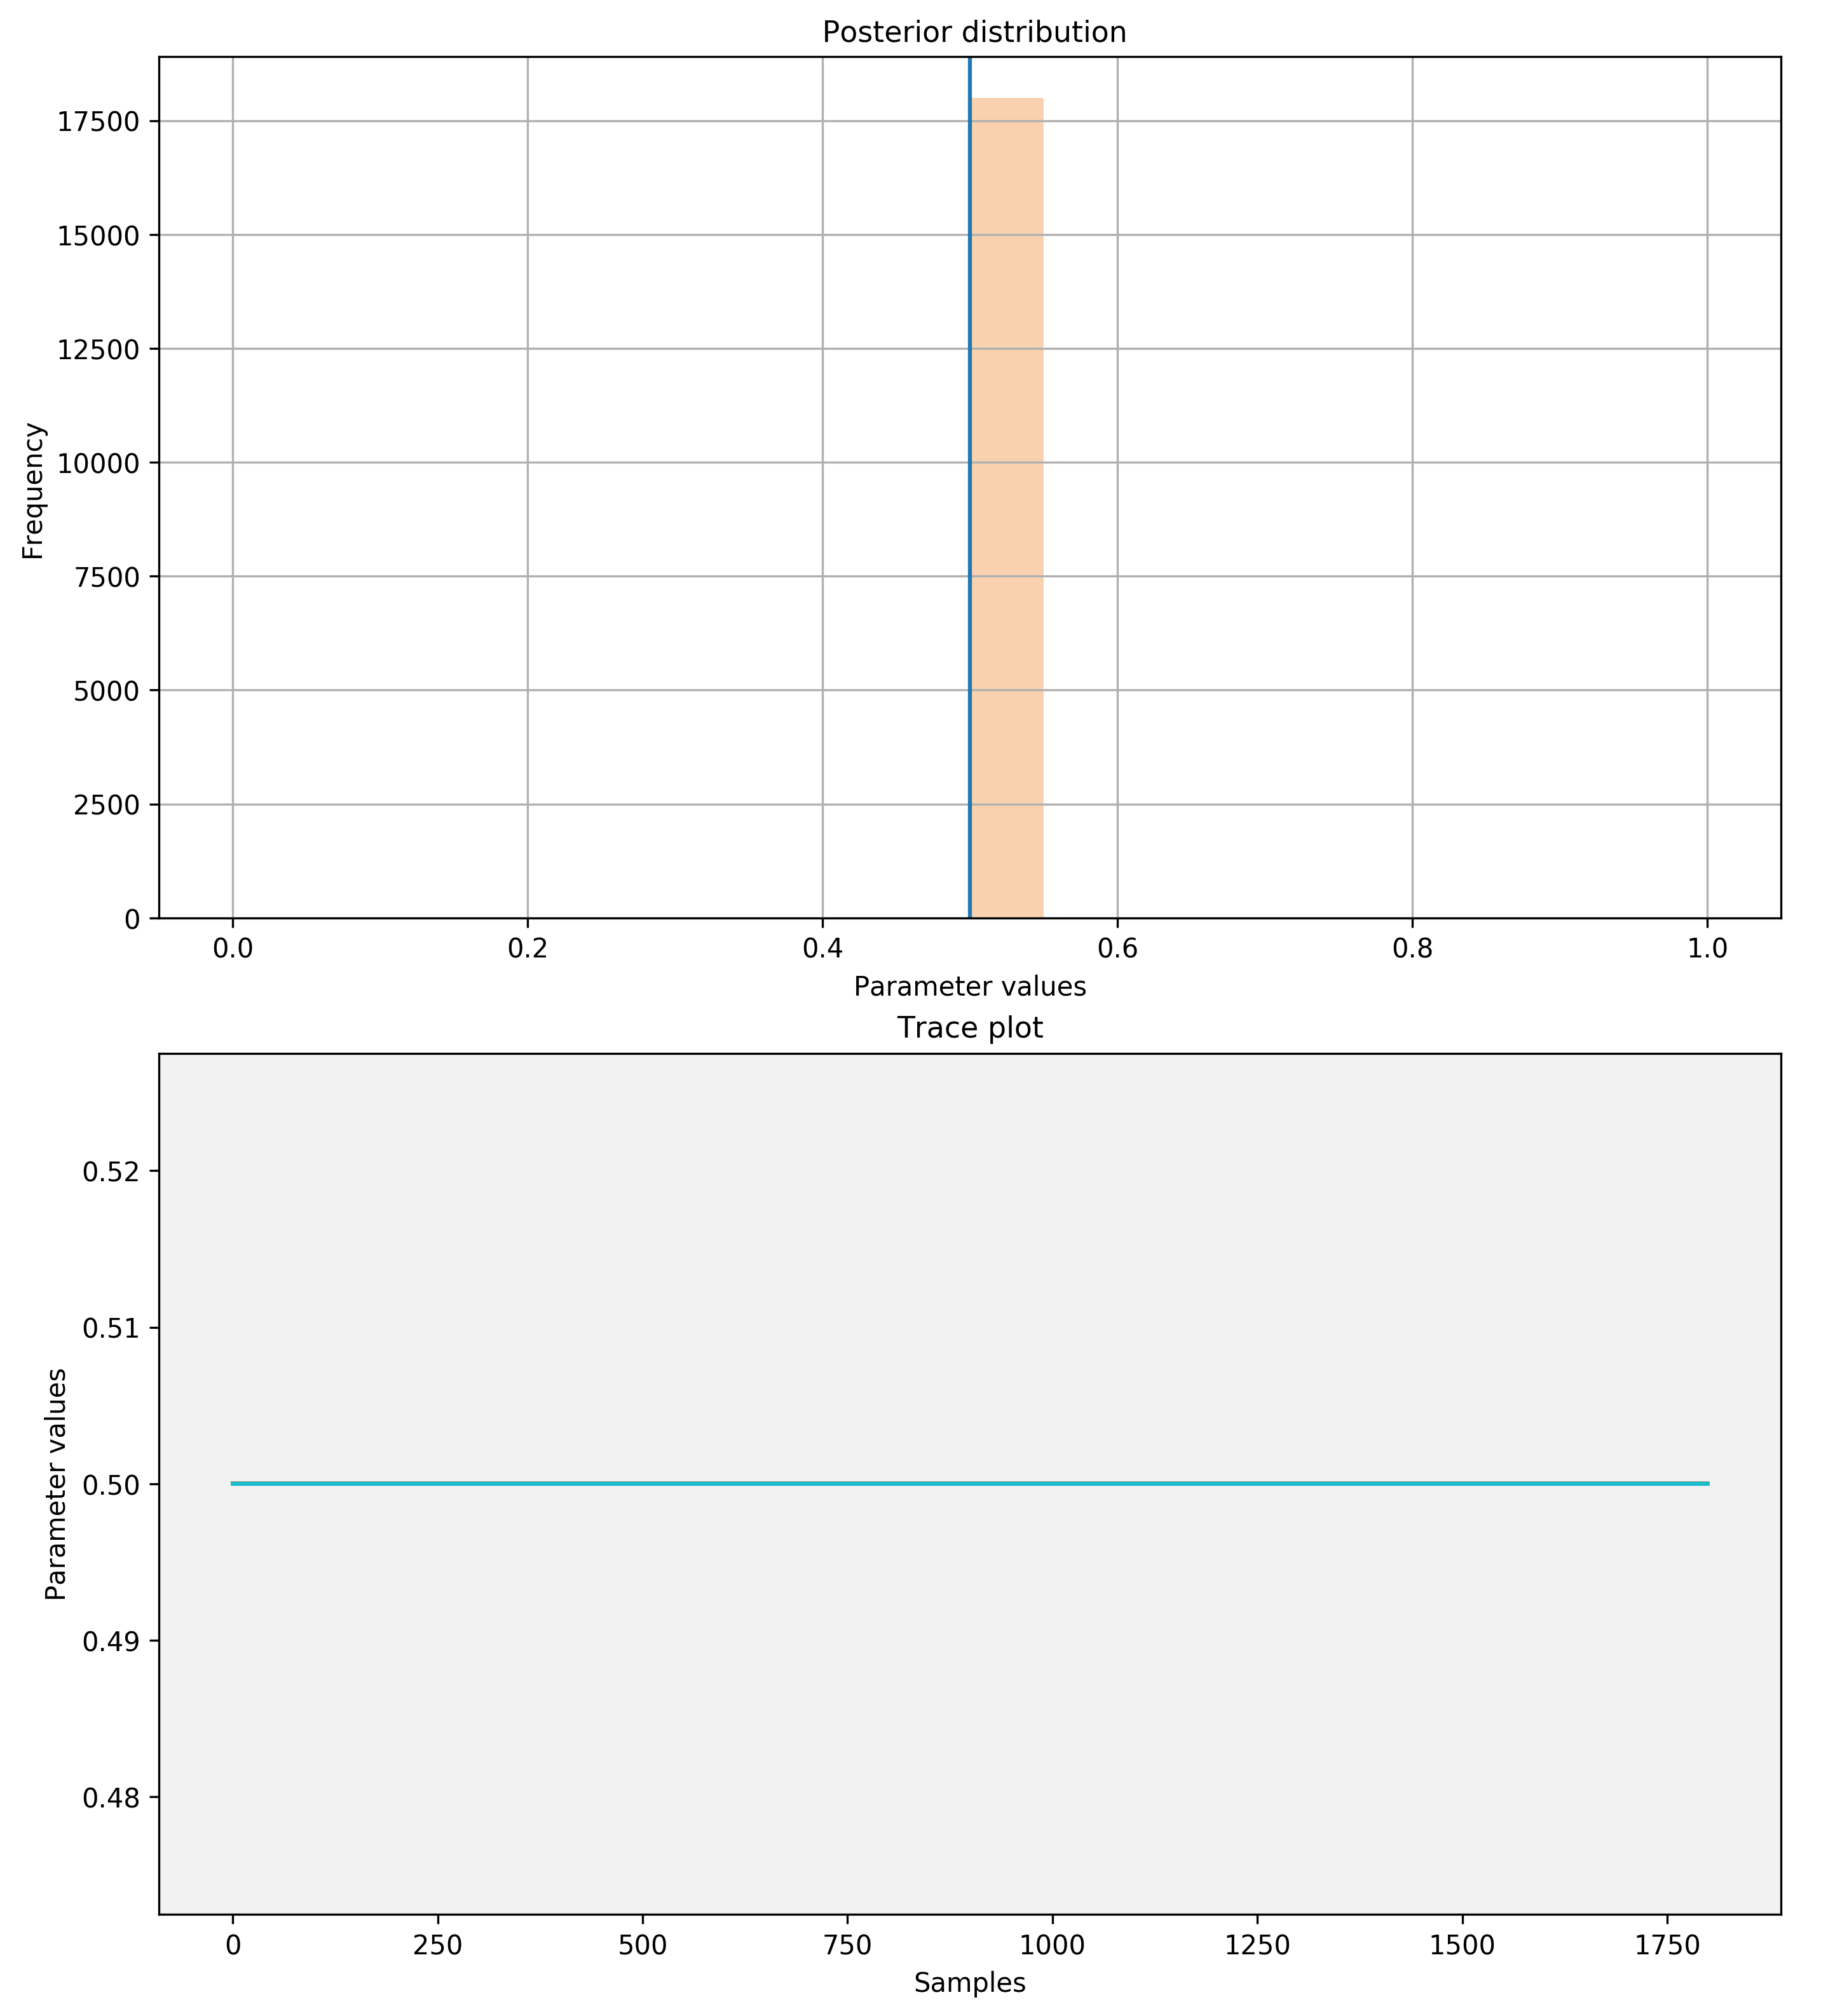 Posterior distribution
17500
15000
12500
10000
7500
5000
2500
0
Frequency
0.0 0.2 0.4 0.6 0.8 1.0
Parameter values
Trace plot
0.52
0.51
0.50
0.49
0.48
Parameter values
0 250 500 750 1000 1250 1500 1750
Samples